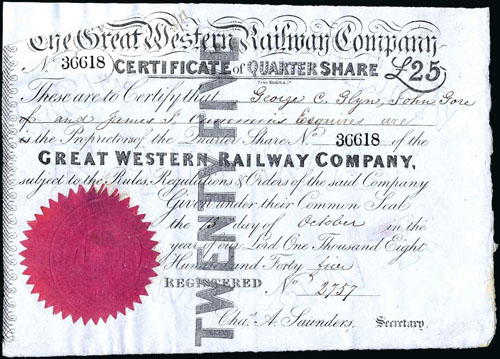 The Great Western Railway Company
No. 36618 CERTIFICATE of QUARTER SHARE £25
These are to Certify that George C. Glyn, John Gore
and James I. Esquires are
is the Proprietors of the Quarter Share No. 36618 of the
GREAT WESTERN RAILWAY COMPANY,
subject to the Rules, Regulations & Orders of the said Company
Given under their Common Seal
the 13 day of October in the
year of our Lord One Thousand Eight
Hundred and Forty five
REGISTERED No. 2757
Chas. A. Saunders. Secretary.
TWENTY FIVE